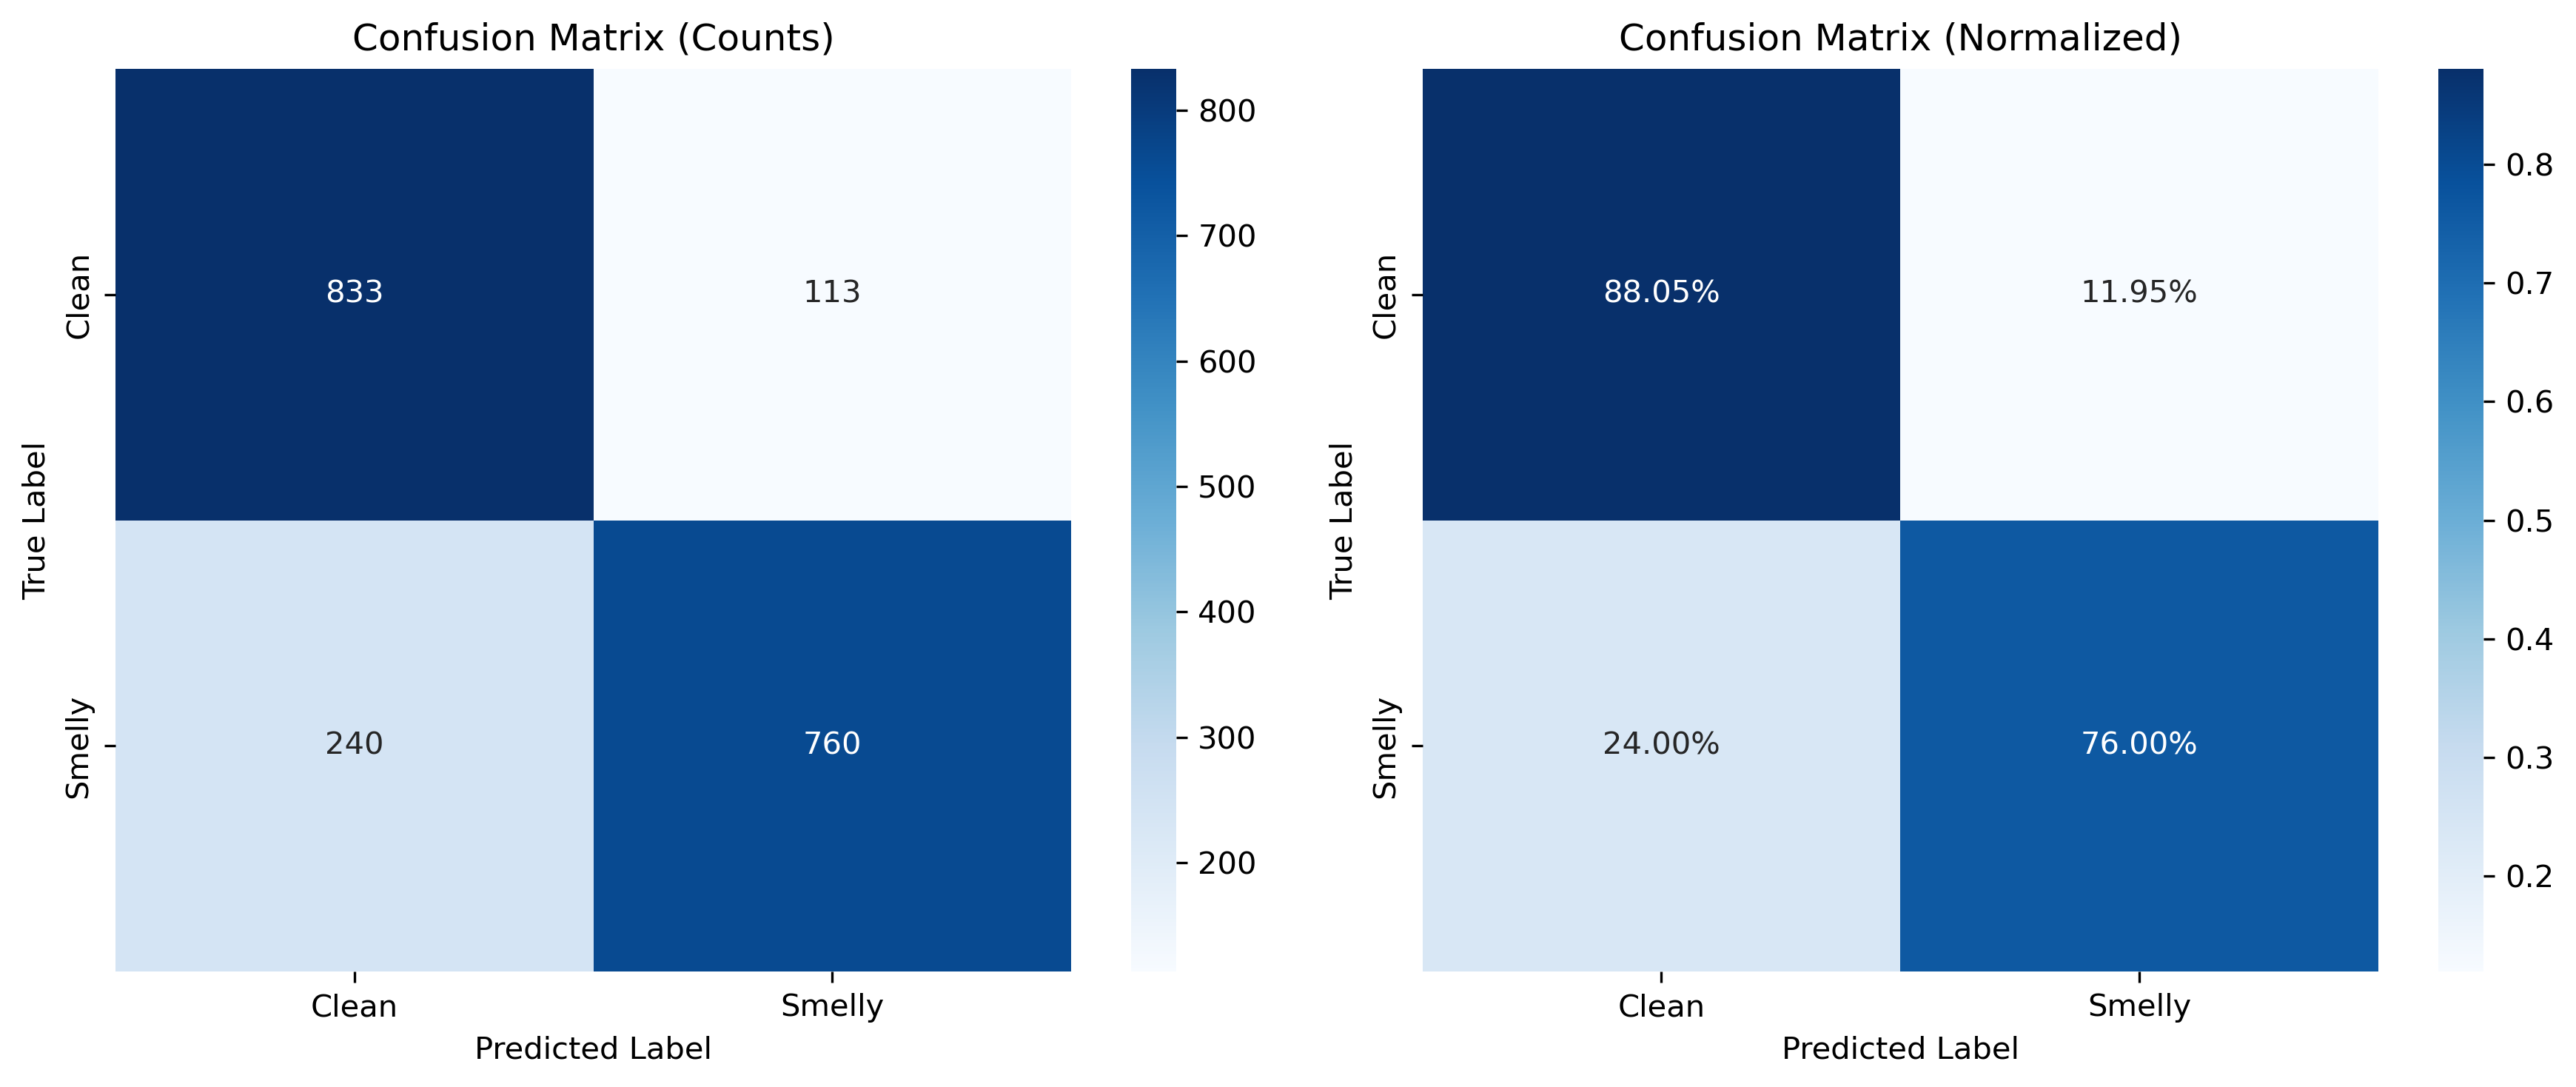 Confusion Matrix (Counts)
Clean
Smelly
True Label
833
113
240
760
Clean
Smelly
Predicted Label
800
700
600
500
400
300
200
Confusion Matrix (Normalized)
Clean
Smelly
True Label
88.05%
11.95%
24.00%
76.00%
Clean
Smelly
Predicted Label
0.8
0.7
0.6
0.5
0.4
0.3
0.2